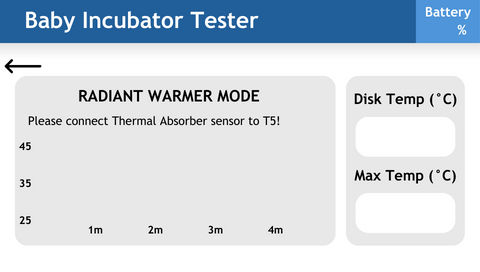 Baby Incubator Tester
Battery
%
RADIANT WARMER MODE
Please connect Thermal Absorber sensor to T5!
45
35
25
1m 2m 3m 4m
Disk Temp (°C)
Max Temp (°C)